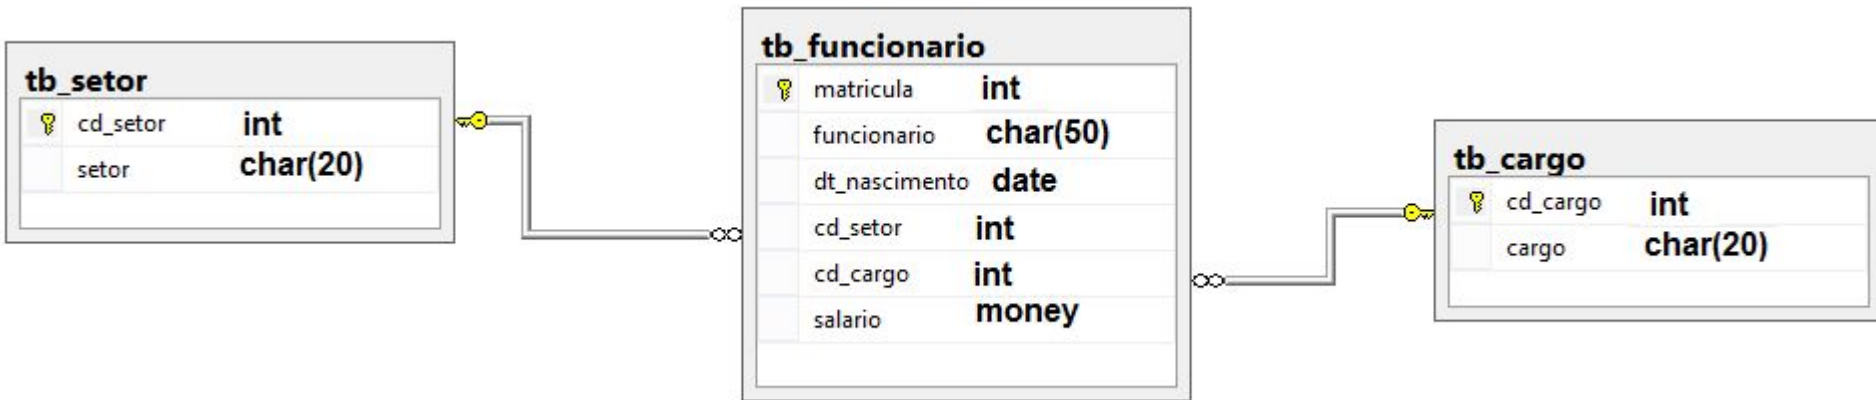 tb_setor
cd_setor int
setor char(20)
tb_funcionario
matricula int
funcionario char(50)
dt_nascimento date
cd_setor int
cd_cargo int
salario money
tb_cargo
cd_cargo int
cargo char(20)